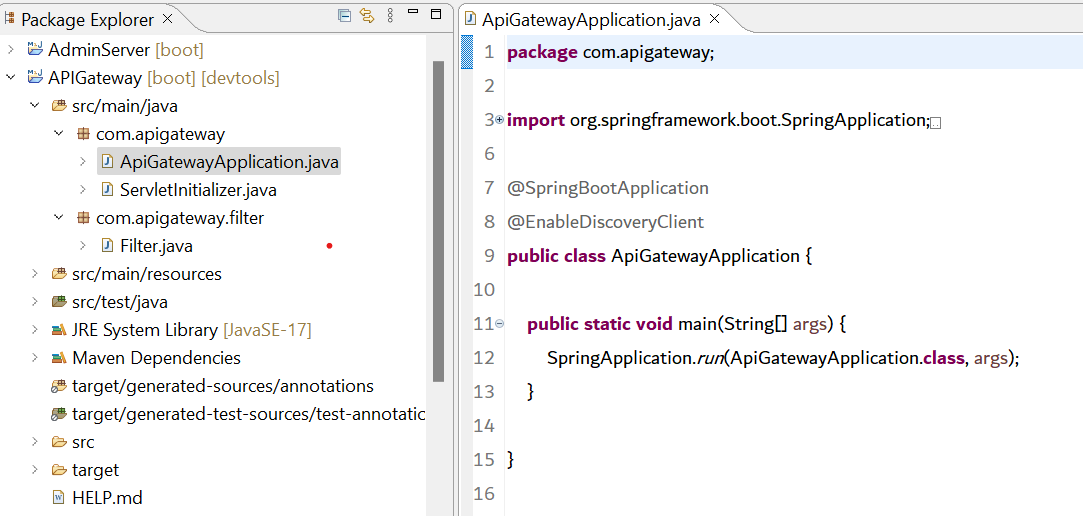 Package Explorer
AdminServer [boot]
APIGateway [boot] [devtools]
src/main/java
com.apigateway
ApiGatewayApplication.java
ServletInitializer.java
com.apigateway.filter
Filter.java
src/main/resources
src/test/java
JRE System Library [JavaSE-17]
Maven Dependencies
target/generated-sources/annotations
target/generated-test-sources/test-annotatio
src
target
HELP.md
ApiGatewayApplication.java
1 package com.apigateway;
2
3 import org.springframework.boot.SpringApplication;
6
7 @SpringBootApplication
8 @EnableDiscoveryClient
9 public class ApiGatewayApplication {
10
11 public static void main(String[] args) {
12 SpringApplication.run(ApiGatewayApplication.class, args);
13 }
14
15 }
16